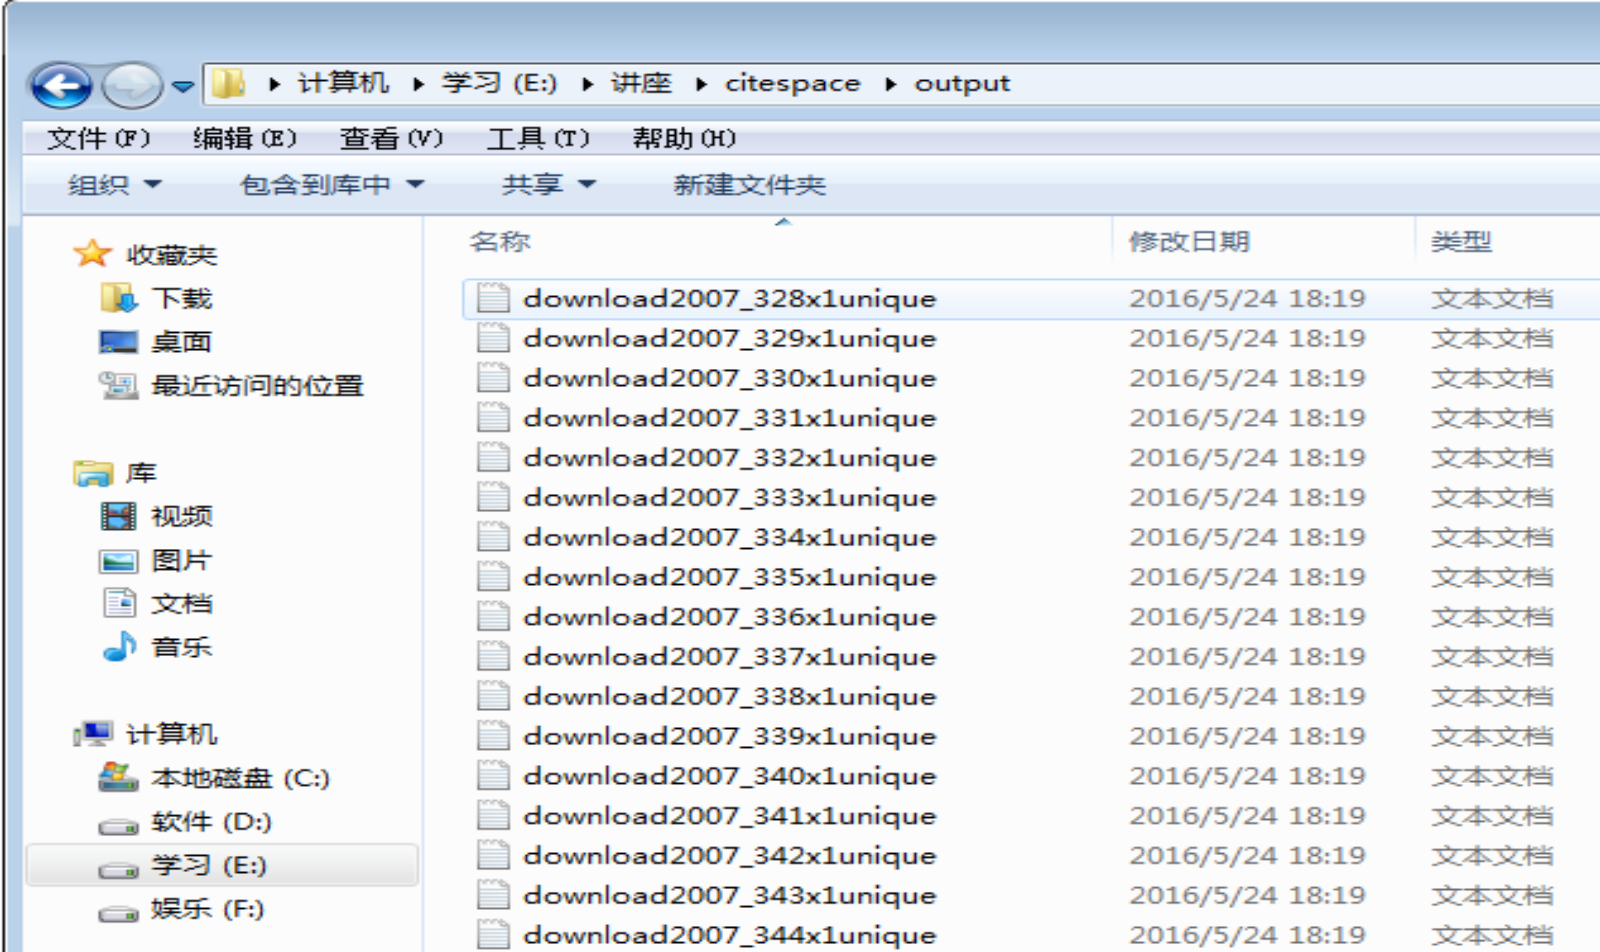 计算机 学习 (E:) 讲座 citespace output
文件(F) 编辑(E) 查看(V) 工具(T) 帮助(H)
组织 包含到库中 共享 新建文件夹
收藏夹
下载
桌面
最近访问的位置
库
视频
图片
文档
音乐
计算机
本地磁盘 (C:)
软件 (D:)
学习 (E:)
娱乐 (F:)
名称 修改日期 类型
download2007_328x1unique 2016/5/24 18:19 文本文档
download2007_329x1unique 2016/5/24 18:19 文本文档
download2007_330x1unique 2016/5/24 18:19 文本文档
download2007_331x1unique 2016/5/24 18:19 文本文档
download2007_332x1unique 2016/5/24 18:19 文本文档
download2007_333x1unique 2016/5/24 18:19 文本文档
download2007_334x1unique 2016/5/24 18:19 文本文档
download2007_335x1unique 2016/5/24 18:19 文本文档
download2007_336x1unique 2016/5/24 18:19 文本文档
download2007_337x1unique 2016/5/24 18:19 文本文档
download2007_338x1unique 2016/5/24 18:19 文本文档
download2007_339x1unique 2016/5/24 18:19 文本文档
download2007_340x1unique 2016/5/24 18:19 文本文档
download2007_341x1unique 2016/5/24 18:19 文本文档
download2007_342x1unique 2016/5/24 18:19 文本文档
download2007_343x1unique 2016/5/24 18:19 文本文档
download2007_344x1unique 2016/5/24 18:19 文本文档